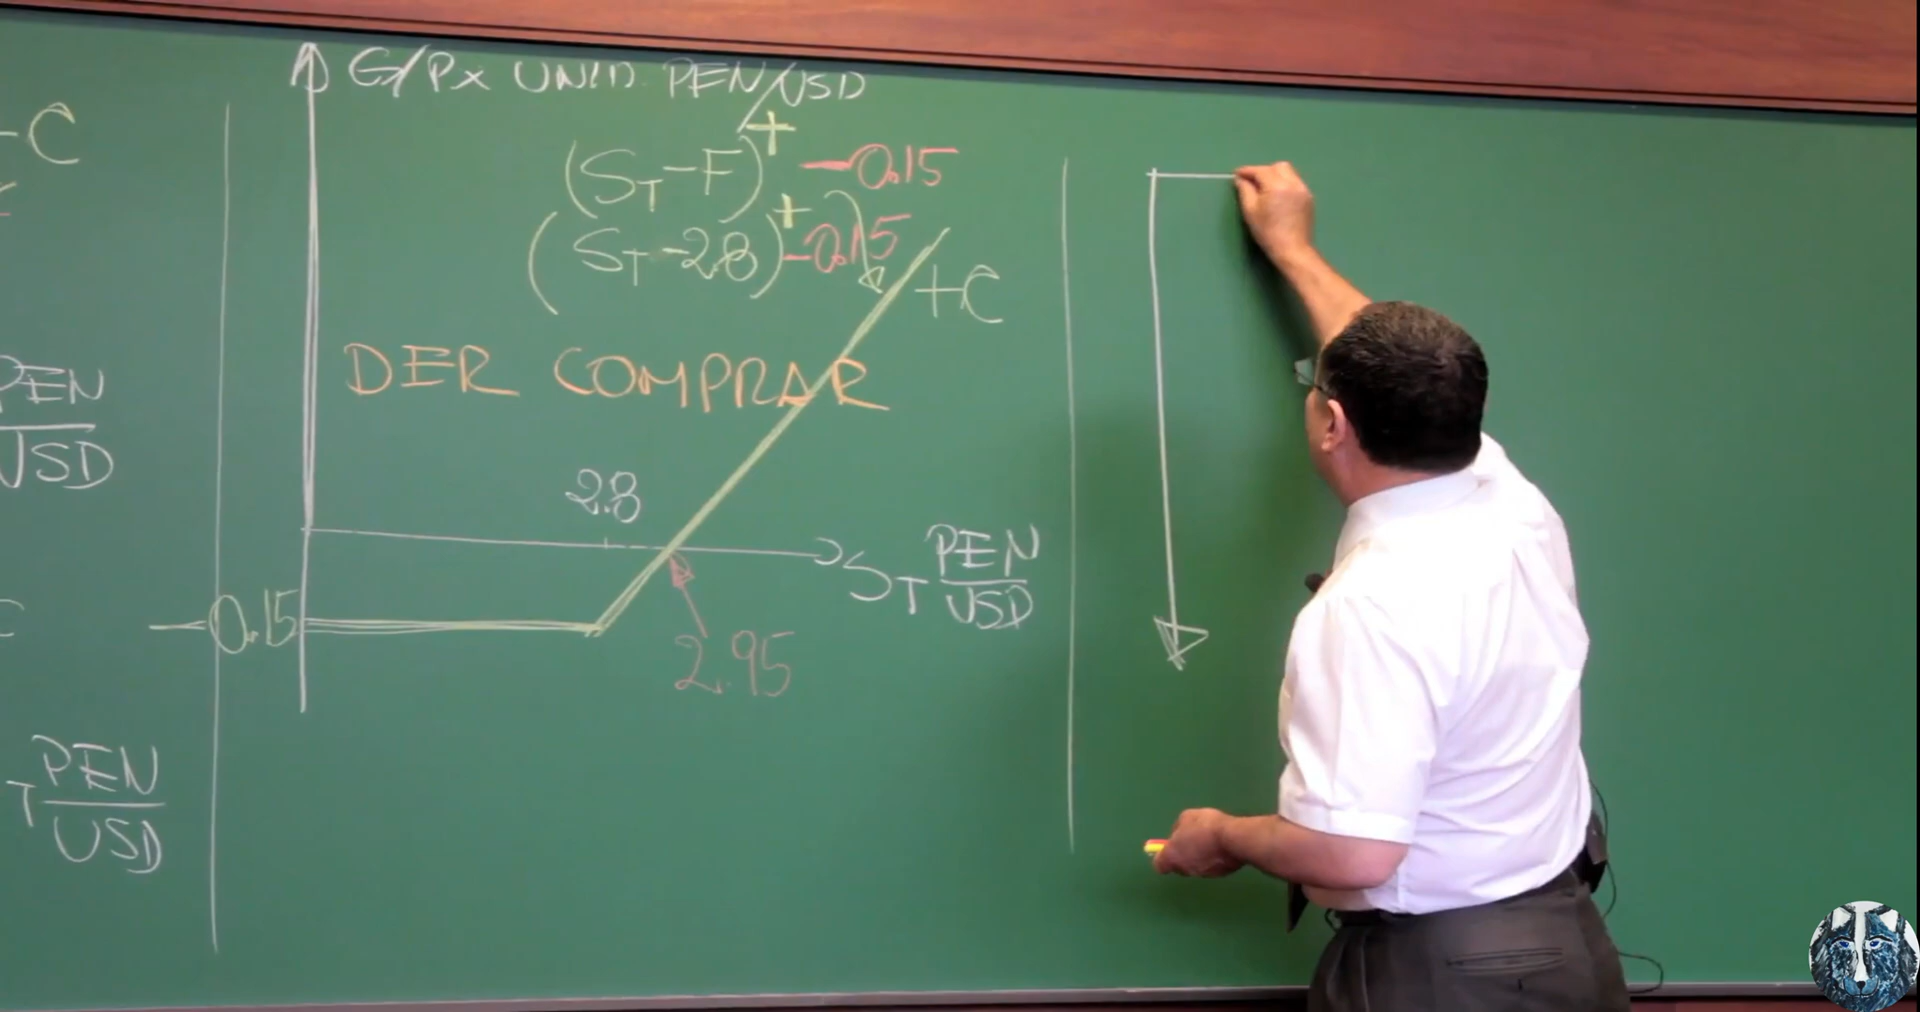 -C
PEN
USD
T PEN
USD
G/Px UNID. PEN/USD
(ST-F)+ -0.15
(ST-2.8)+ -0.15
+C
DER COMPRAR
2.8
ST PEN
USD
-0.15
2.95